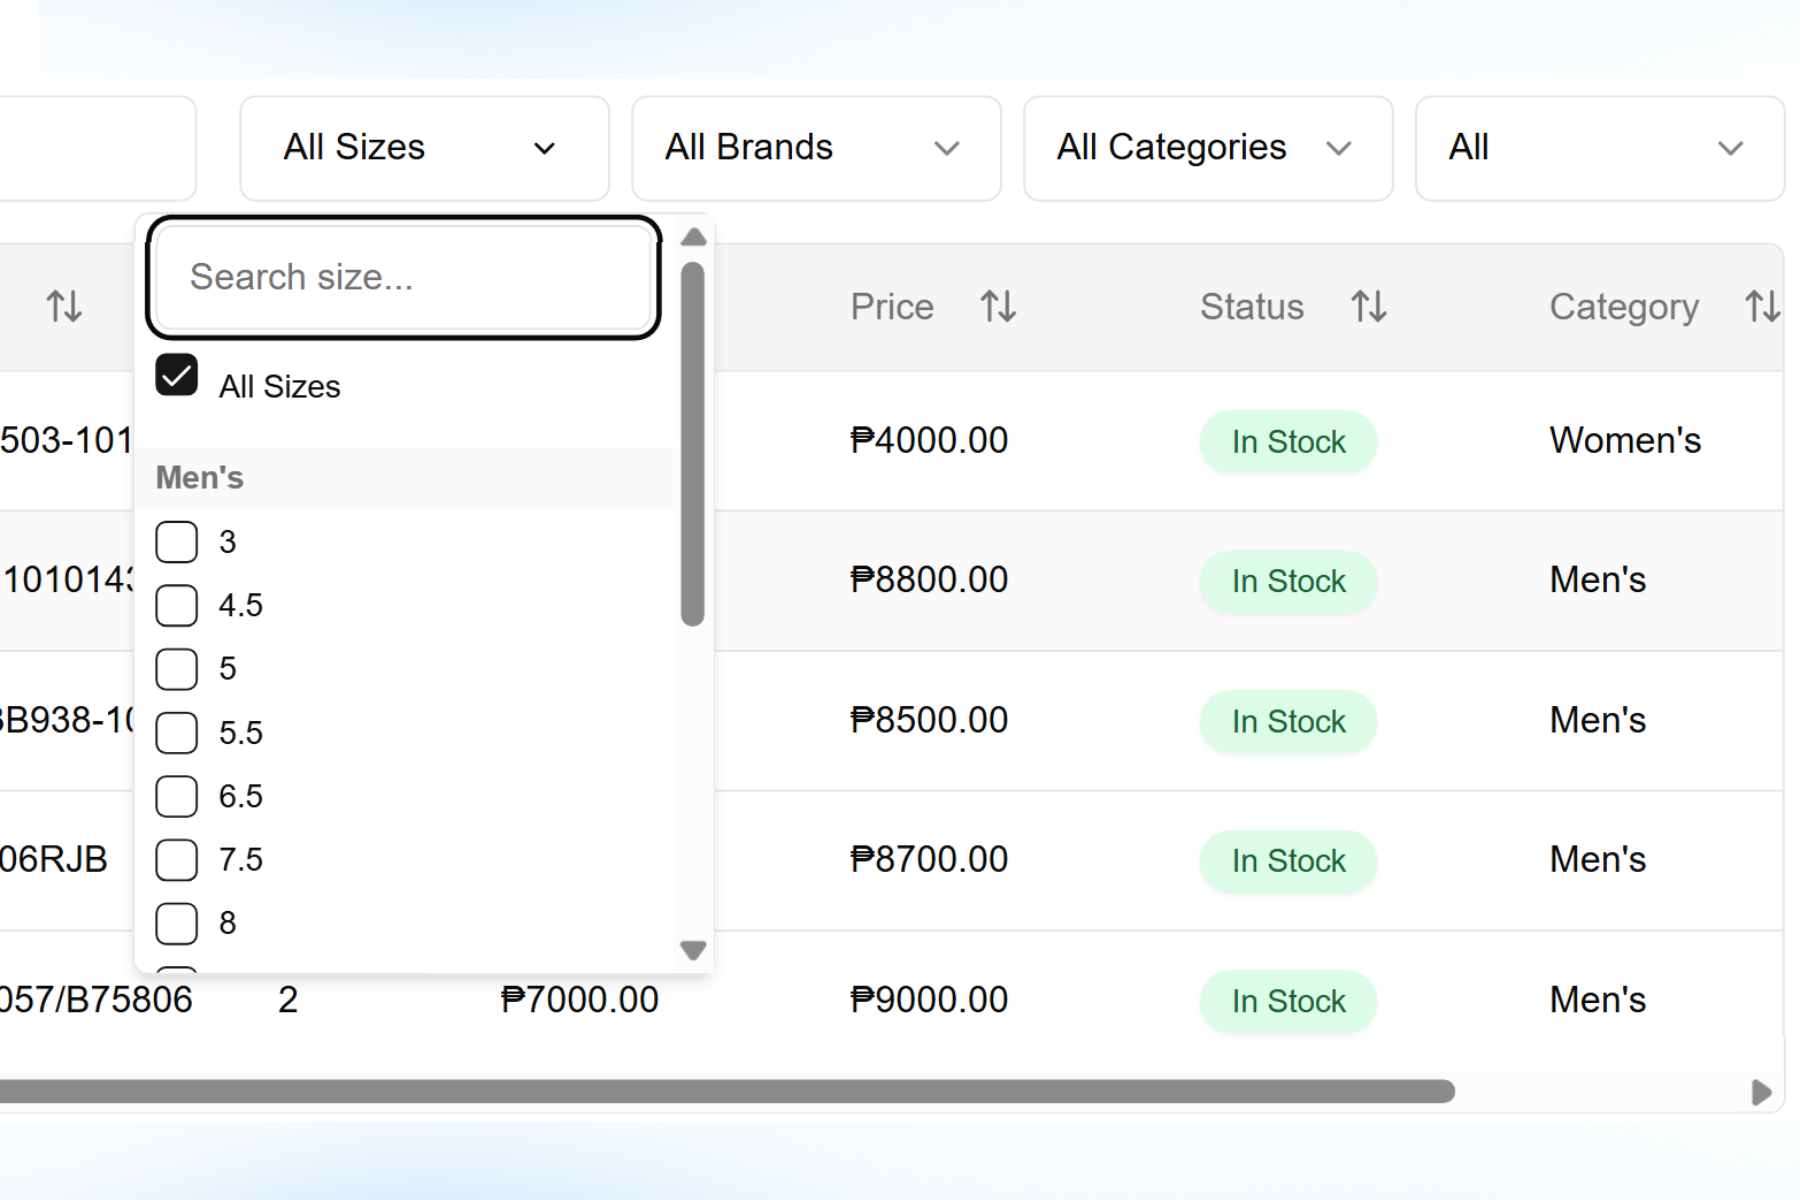 All Sizes All Brands All Categories All
Search size...
Price Status Category
All Sizes
503-101 ₱4000.00 In Stock Women's
Men's
3
101014 ₱8800.00 In Stock Men's
4.5
5
B938-10 ₱8500.00 In Stock Men's
5.5
6.5
06RJB ₱8700.00 In Stock Men's
7.5
8
057/B75806 2 ₱7000.00 ₱9000.00 In Stock Men's